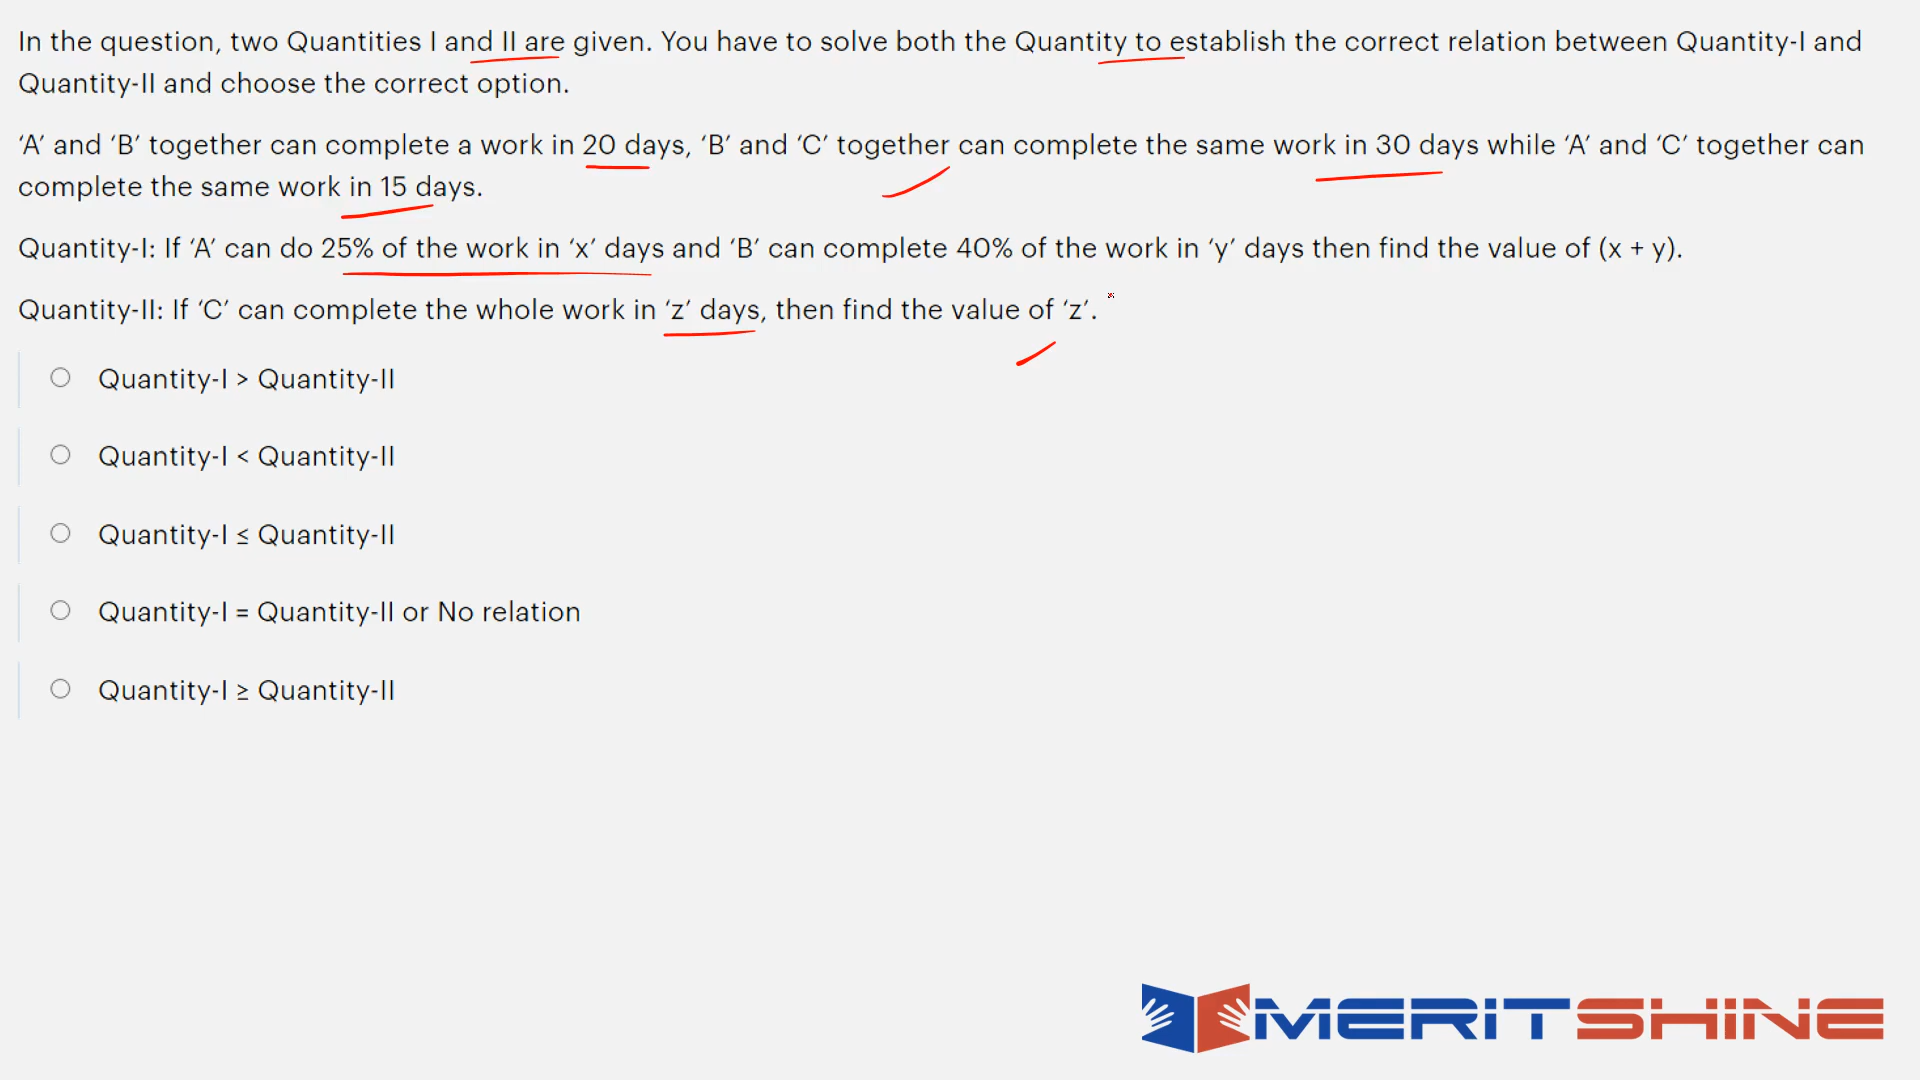 In the question, two Quantities I and II are given. You have to solve both the Quantity to establish the correct relation between Quantity-I and
Quantity-II and choose the correct option.
‘A’ and ‘B’ together can complete a work in 20 days, ‘B’ and ‘C’ together can complete the same work in 30 days while ‘A’ and ‘C’ together can
complete the same work in 15 days.
Quantity-I: If ‘A’ can do 25% of the work in ‘x’ days and ‘B’ can complete 40% of the work in ‘y’ days then find the value of (x + y).
Quantity-II: If ‘C’ can complete the whole work in ‘z’ days, then find the value of ‘z’.
Quantity-I > Quantity-II
Quantity-I < Quantity-II
Quantity-I ≤ Quantity-II
Quantity-I = Quantity-II or No relation
Quantity-I ≥ Quantity-II
MERiTSHiNE